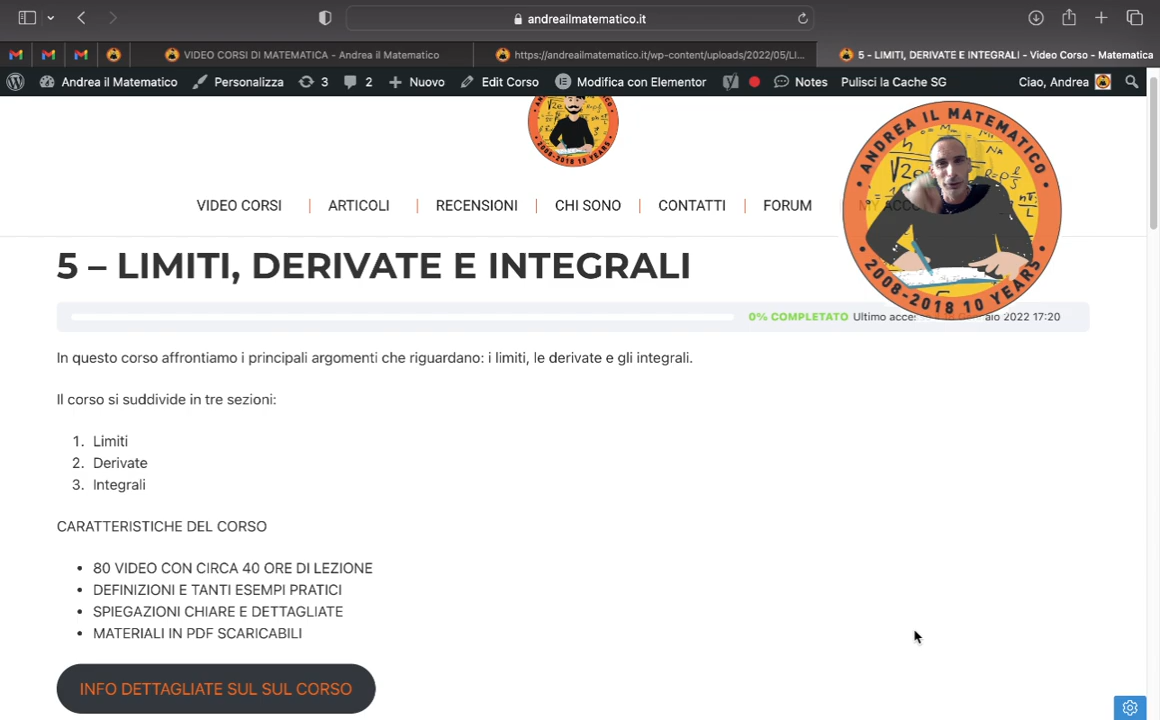 andreailmatematico.it
VIDEO CORSI DI MATEMATICA - Andrea il Matematico
https://andreailmatematico.it/wp-content/uploads/2022/05/LI...
5 - LIMITI, DERIVATE E INTEGRALI - Video Corso - Matematica
Andrea il Matematico
Personalizza
3
2
Nuovo
Edit Corso
Modifica con Elementor
Notes
Pulisci la Cache SG
Ciao, Andrea
ANDREA IL MATEMATICO
2008-2018 10 YEARS
VIDEO CORSI | ARTICOLI | RECENSIONI | CHI SONO | CONTATTI | FORUM
5 – LIMITI, DERIVATE E INTEGRALI
0% COMPLETATO Ultimo acce aio 2022 17:20
In questo corso affrontiamo i principali argomenti che riguardano: i limiti, le derivate e gli integrali.
Il corso si suddivide in tre sezioni:
1. Limiti
2. Derivate
3. Integrali
CARATTERISTICHE DEL CORSO
• 80 VIDEO CON CIRCA 40 ORE DI LEZIONE
• DEFINIZIONI E TANTI ESEMPI PRATICI
• SPIEGAZIONI CHIARE E DETTAGLIATE
• MATERIALI IN PDF SCARICABILI
INFO DETTAGLIATE SUL SUL CORSO